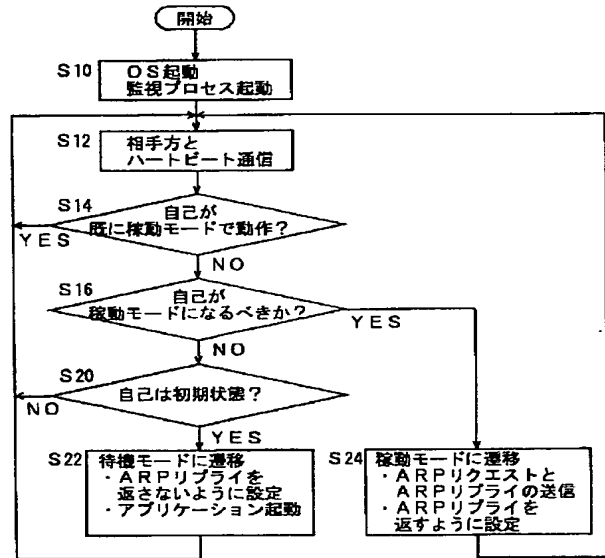 開始
S10
OS起動
監視プロセス起動
S12
相手方と
ハートビート通信
S14
自己が
既に稼動モードで動作?
YES
NO
S16
自己が
稼動モードになるべきか?
YES
NO
S20
自己は初期状態?
NO
YES
S22
待機モードに遷移
・ARPリプライを
返さないように設定
・アプリケーション起動
S24
稼動モードに遷移
・ARPリクエストと
ARPリプライの送信
・ARPリプライを
返すように設定